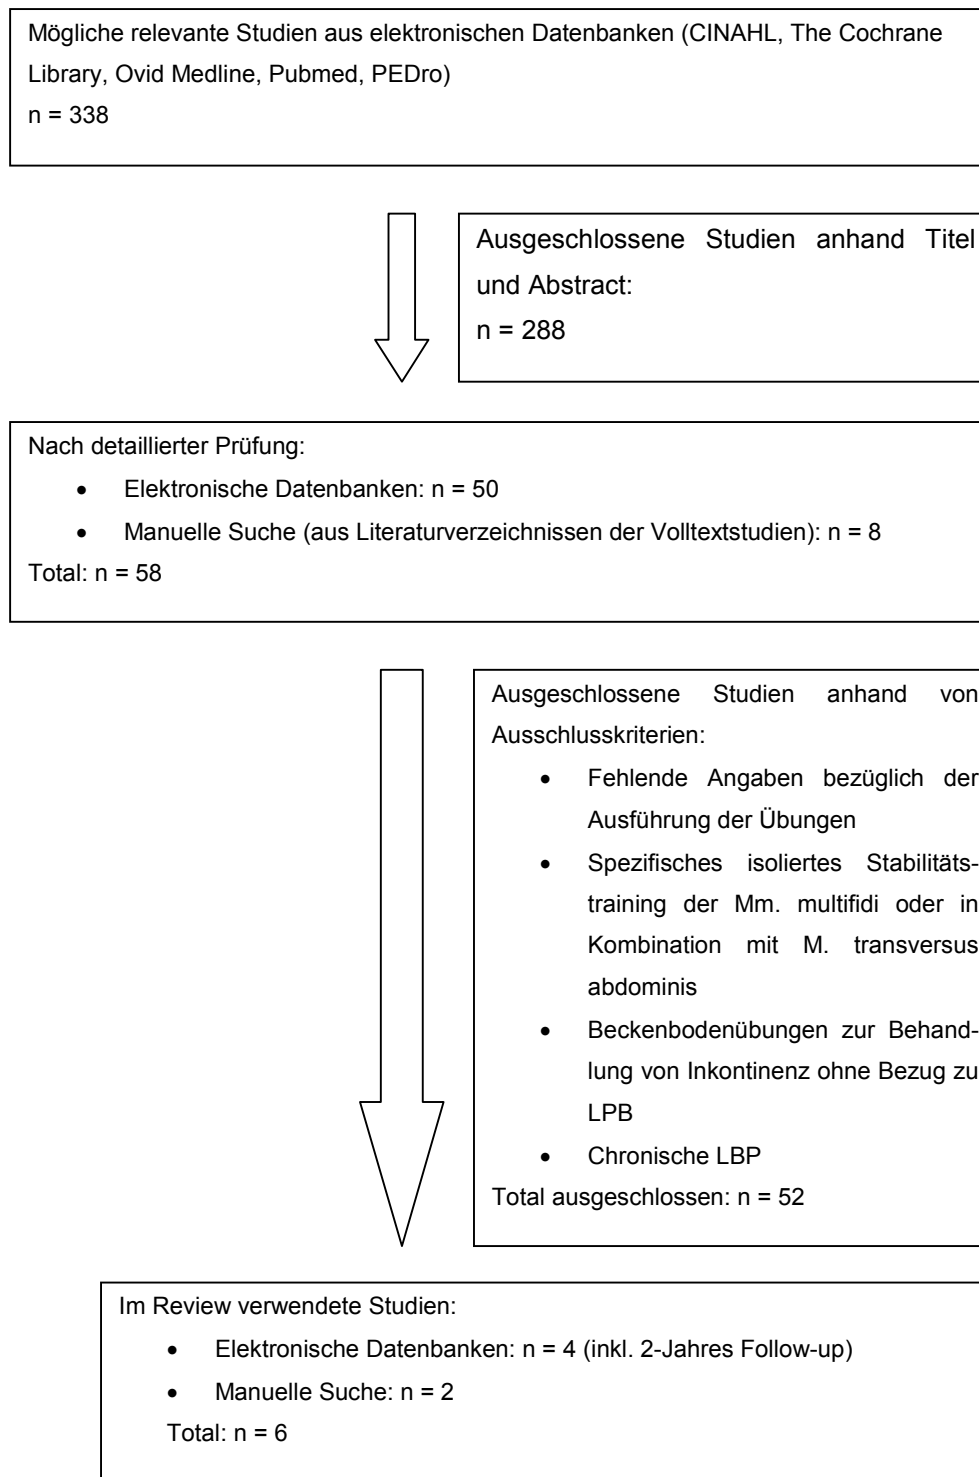 Mögliche relevante Studien aus elektronischen Datenbanken (CINAHL, The Cochrane
Library, Ovid Medline, Pubmed, PEDro)
n = 338
Ausgeschlossene Studien anhand Titel
und Abstract:
n = 288
Nach detaillierter Prüfung:
• Elektronische Datenbanken: n = 50
• Manuelle Suche (aus Literaturverzeichnissen der Volltextstudien): n = 8
Total: n = 58
Ausgeschlossene Studien anhand von
Ausschlusskriterien:
• Fehlende Angaben bezüglich der
Ausführung der Übungen
• Spezifisches isoliertes Stabilitäts-
training der Mm. multifidi oder in
Kombination mit M. transversus
abdominis
• Beckenbodenübungen zur Behand-
lung von Inkontinenz ohne Bezug zu
LPB
• Chronische LBP
Total ausgeschlossen: n = 52
Im Review verwendete Studien:
• Elektronische Datenbanken: n = 4 (inkl. 2-Jahres Follow-up)
• Manuelle Suche: n = 2
Total: n = 6